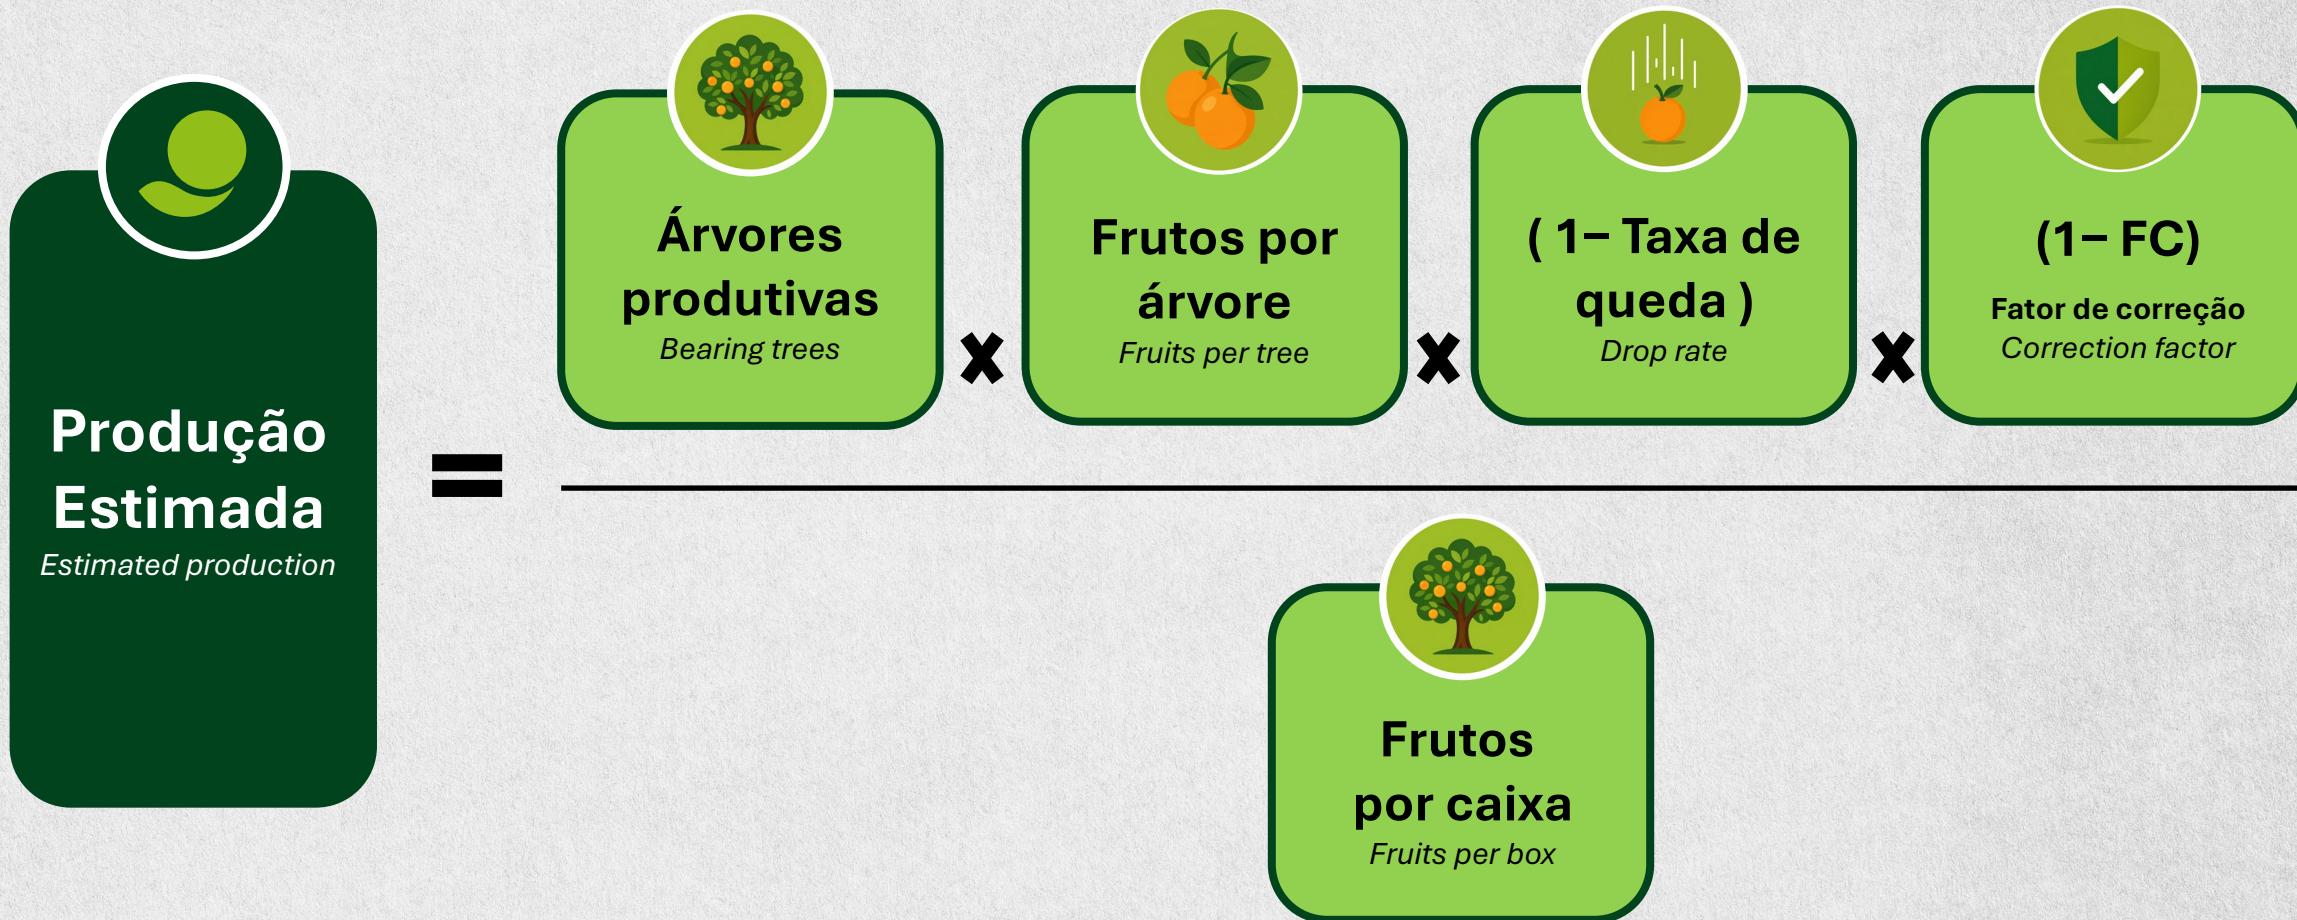 Produção
Estimada
Estimated production
=
Árvores
produtivas
Bearing trees
x
Frutos por
árvore
Fruits per tree
x
( 1– Taxa de
queda )
Drop rate
x
(1– FC)
Fator de correção
Correction factor
Frutos
por caixa
Fruits per box